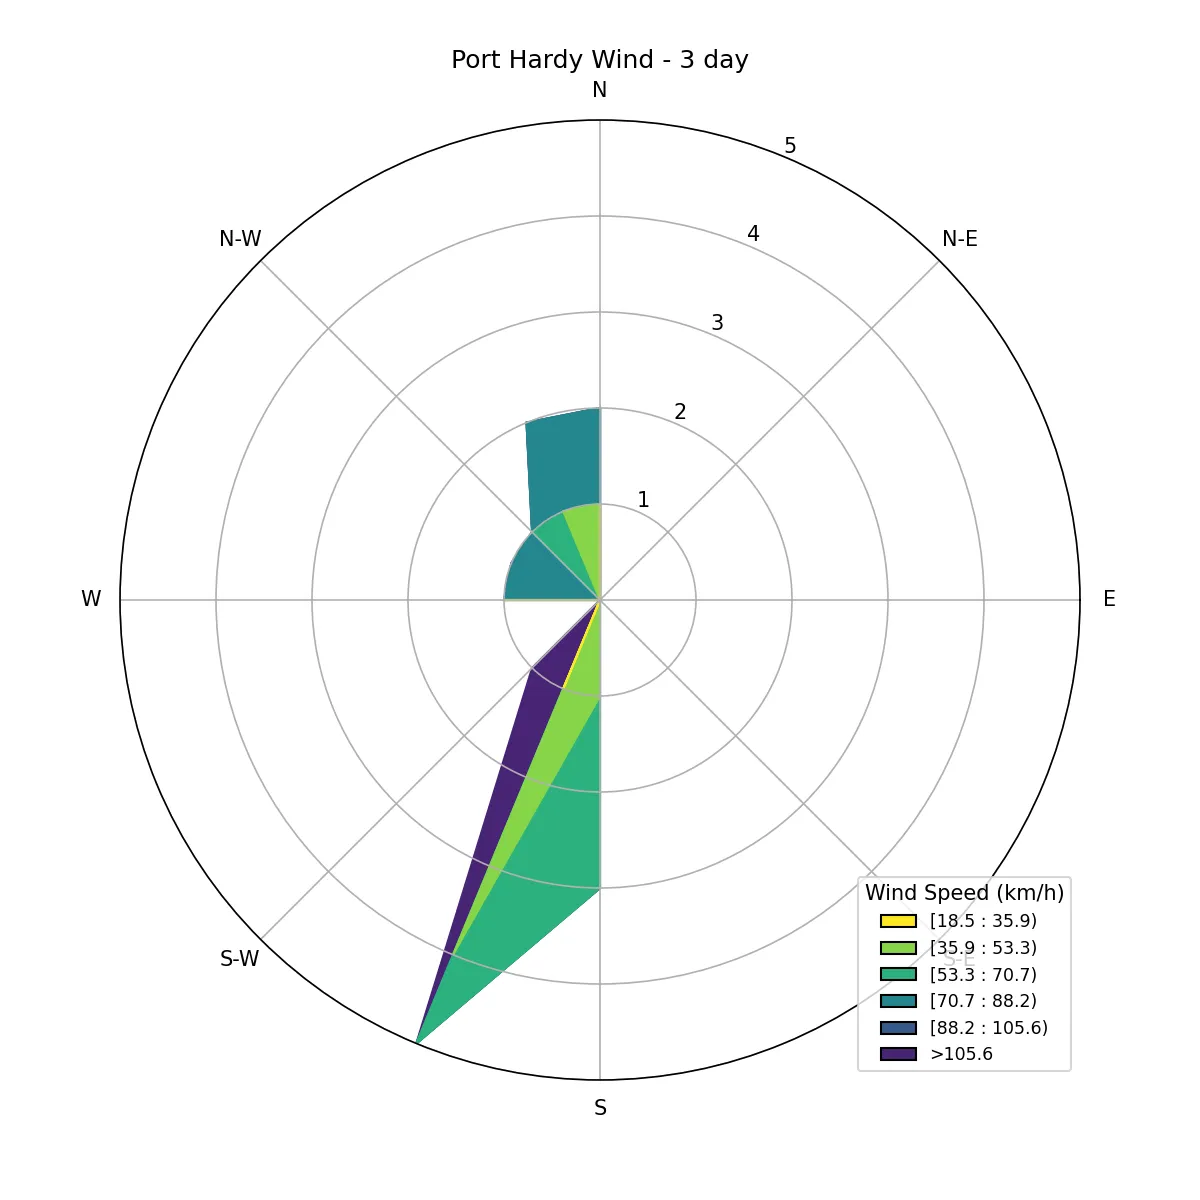 Port Hardy Wind - 3 day
N
5
N-W
N-E
4
3
2
1
W
E
Wind Speed (km/h)
[18.5 : 35.9)
[35.9 : 53.3)
S-W
S-E
[53.3 : 70.7)
[70.7 : 88.2)
[88.2 : 105.6)
>105.6
S